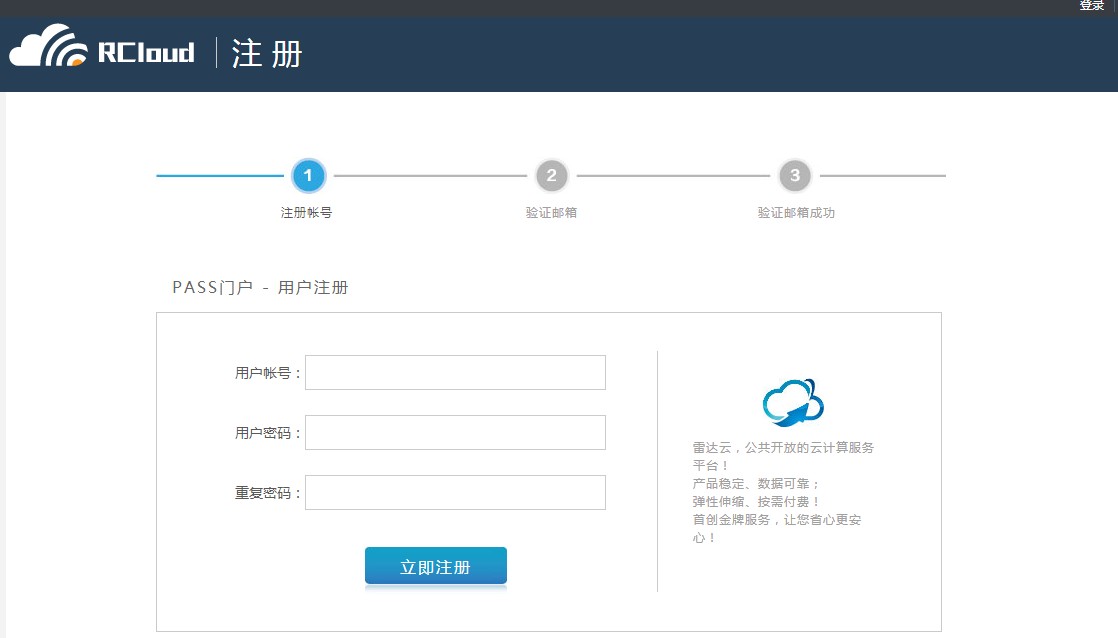 登录
RCloud
注册
1
2
3
注册帐号
验证邮箱
验证邮箱成功
PASS门户 - 用户注册
用户帐号：
用户密码：
重复密码：
立即注册
雷达云，公共开放的云计算服务
平台！
产品稳定、数据可靠；
弹性伸缩、按需付费！
首创金牌服务，让您省心更安
心！